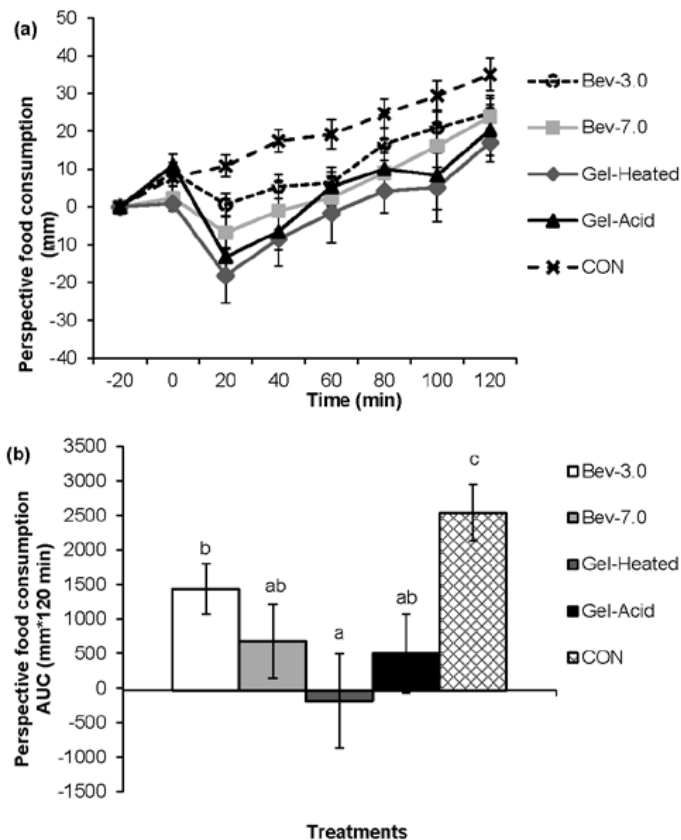 (a)
Perspective food consumption
(mm)
50
40
30
20
10
0
-10
-20
-30
-40
-20 0 20 40 60 80 100 120
Time (min)
Bev-3.0
Bev-7.0
Gel-Heated
Gel-Acid
CON
(b)
Perspective food consumption
AUC (mm*120 min)
3500
3000
2500
2000
1500
1000
500
0
-500
-1000
-1500
b
ab
a
ab
c
Treatments
Bev-3.0
Bev-7.0
Gel-Heated
Gel-Acid
CON